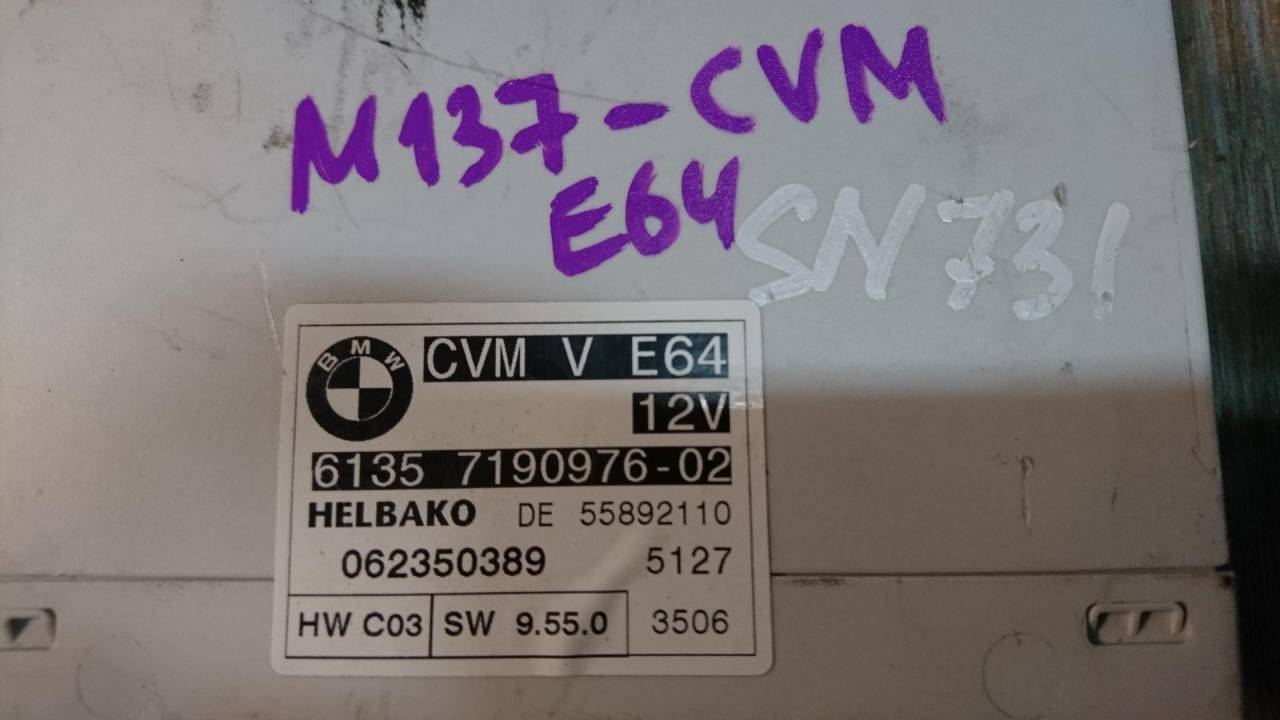 M137-CVM
E64
SN731
BMW
CVM V E64
12V
6135 7190976-02
HELBAKO DE 55892110
062350389 5127
HW C03 SW 9.55.0 3506